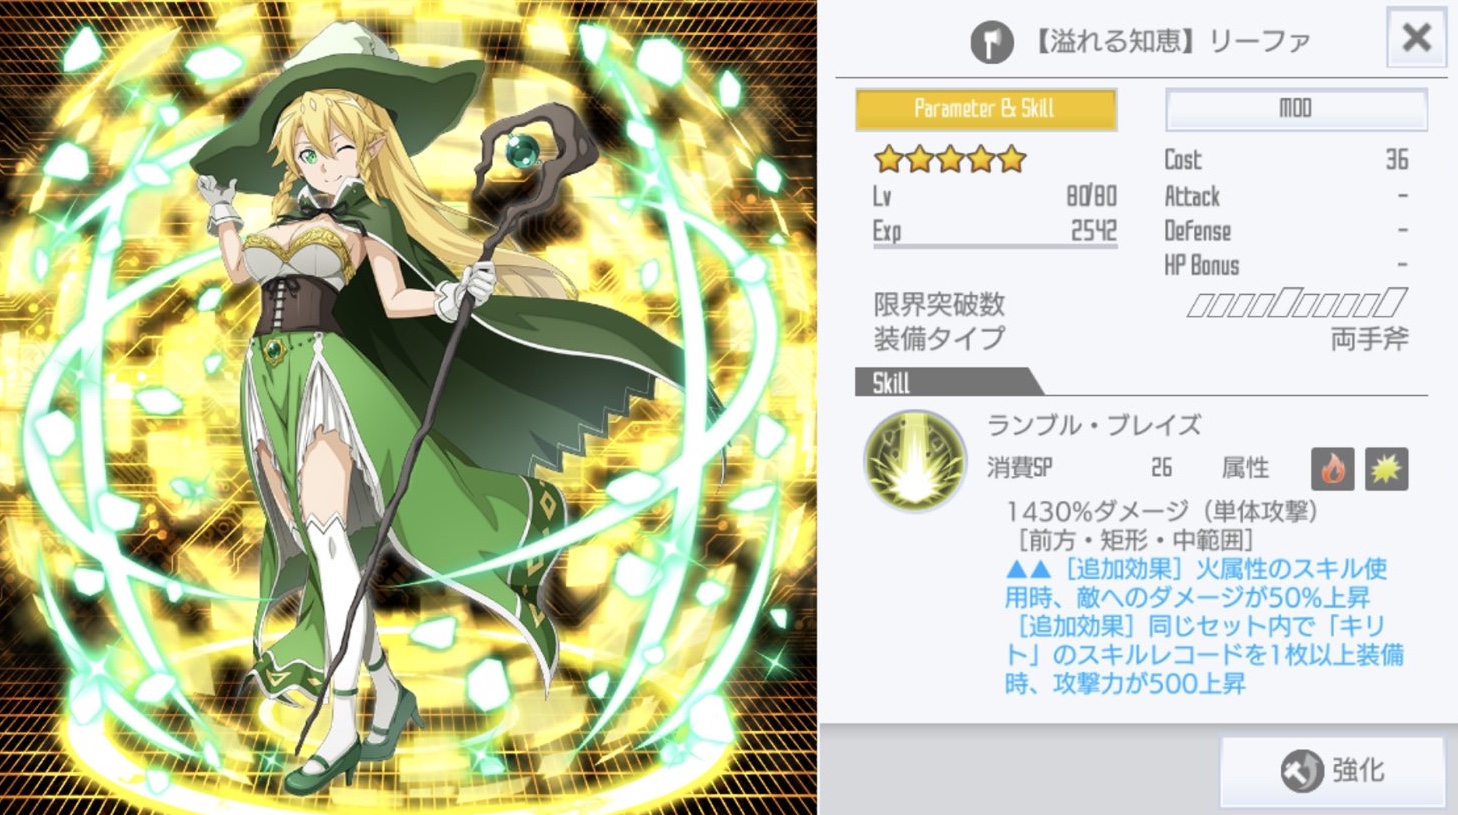 【溢れる知恵】リーファ
Parameter & Skill
MOD
Lv 80/80
Exp 2542
Cost 36
Attack -
Defense -
HP Bonus -
限界突破数
装備タイプ 両手斧
Skill
ランブル・ブレイズ
消費SP 26 属性
1430%ダメージ（単体攻撃）
［前方・矩形・中範囲］
▲▲［追加効果］火属性のスキル使
用時、敵へのダメージが50%上昇
［追加効果］同じセット内で「キリ
ト」のスキルレコードを1枚以上装備
時、攻撃力が500上昇
強化